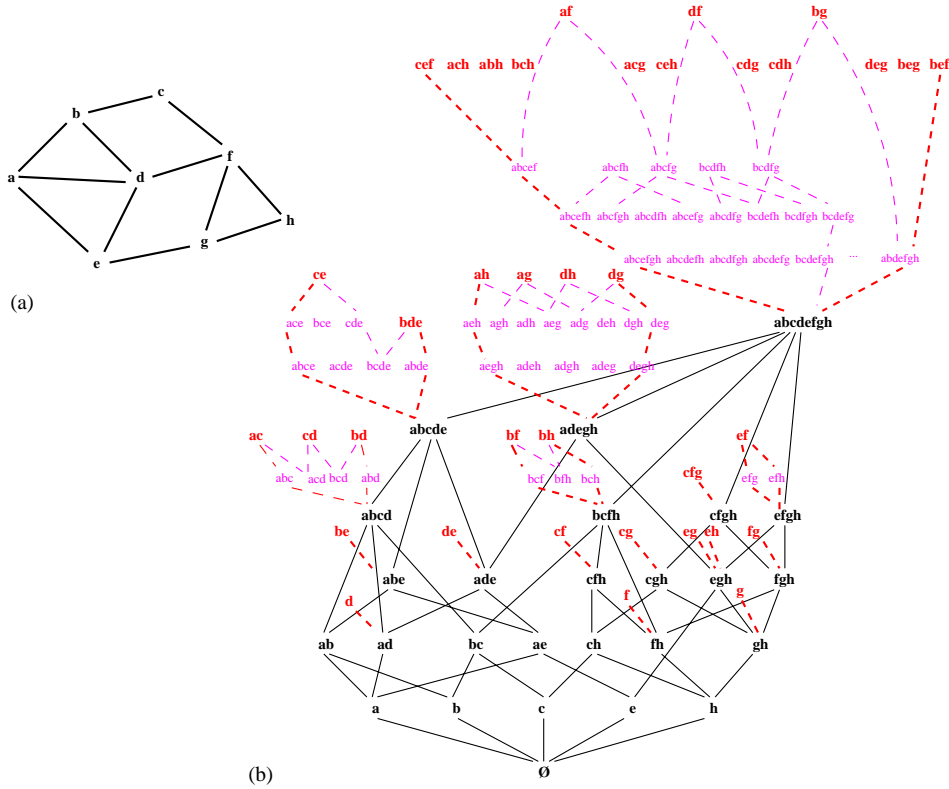 af df bg
cef ach abh bch acg ceh cdg cdh deg beg bef
c
b
f
a d
abcef abcfh abcfg bcdfh bcdfg
h
g
e
abcefh abcfgh abcdfh abcefg abcdfg bcdefh bcdfgh bcdefg
abcefgh abcdefh abcdfgh abcdefg bcdefgh ... abdefgh
(a)
ce ah ag dh dg
ace bce cde bde aeh agh adh aeg adg deh dgh deg abcdefgh
abce acde bcde abde aegh adeh adgh adeg degh
abcde adegh
ac cd bd bf bh ef
abc acd bcd abd bcf bfh bch cfg efg efh
abcd bcfh cfgh efgh
be de cf cg eg eh fg
abe ade cfh cgh egh fgh
d f g
ab ad bc ae ch fh gh
a b c e h
(b) Ø